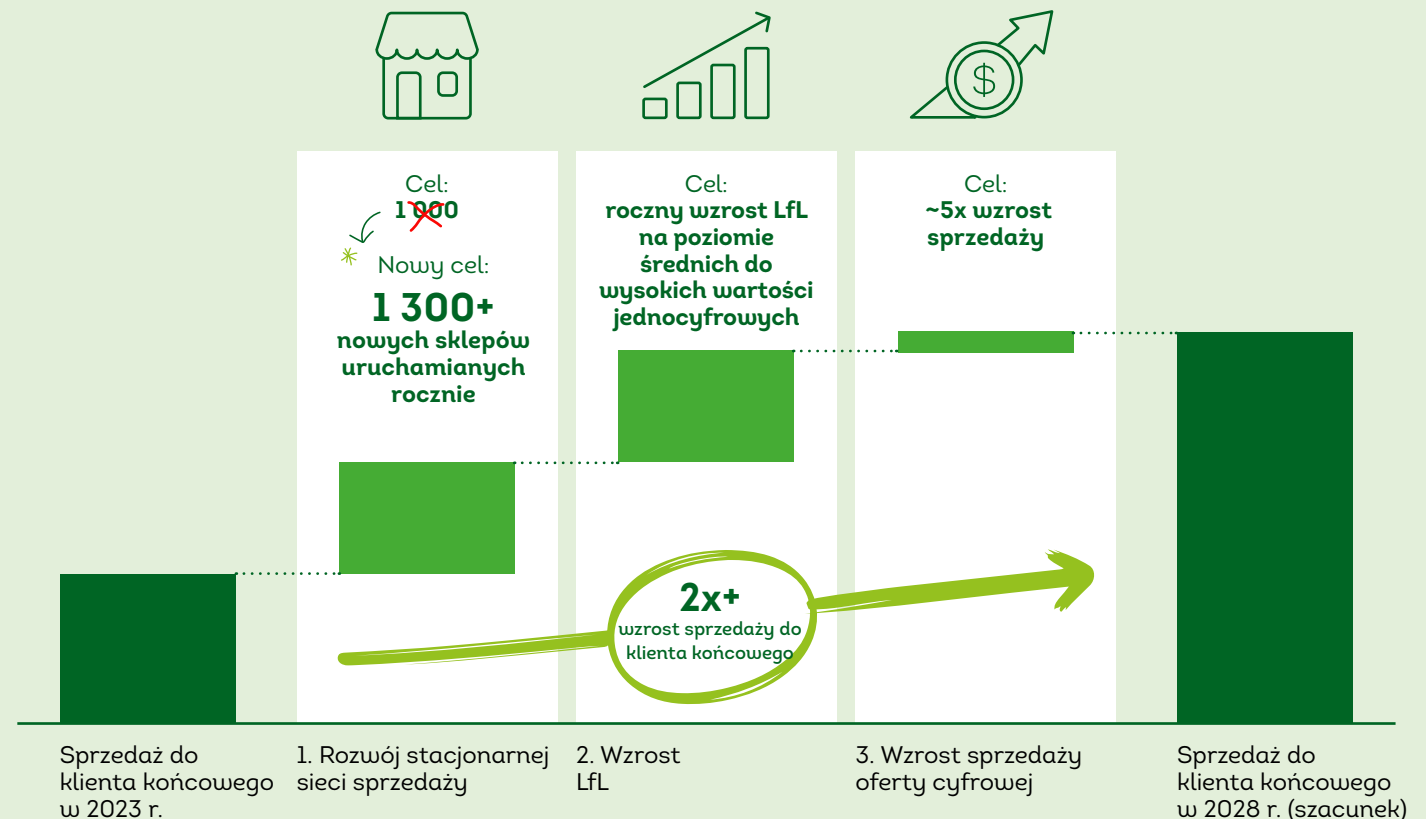 Cel:
1 000
Nowy cel:
1 300+
nowych sklepów
uruchamianych
rocznie
Cel:
roczny wzrost LfL
na poziomie
średnich do
wysokich wartości
jednocyfrowych
Cel:
~5x wzrost
sprzedaży
$
2x+
wzrost sprzedaży do
klienta końcowego
Sprzedaż do
klienta końcowego
w 2023 r.
1. Rozwój stacjonarnej
sieci sprzedaży
2. Wzrost
LfL
3. Wzrost sprzedaży
oferty cyfrowej
Sprzedaż do
klienta końcowego
w 2028 r. (szacunek)